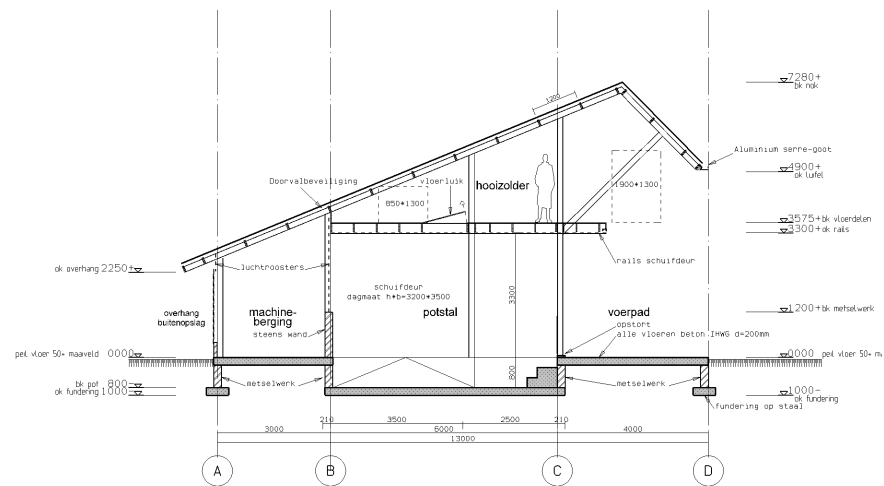 7280+
bk nok
1200
Aluminium serre-goot
4900+
ok luifel
Doorvalbeveiliging
vloerluik
hooizolder
850*1300
1900*1300
3575+ bk vloerdelen
3300+ ok rails
rails schuifdeur
ok overhang 2250+
luchtroosters
schuifdeur
dagmaat h*b=3200*3500
3300
overhang
buitenopslag
machine-
berging
steens wand
potstal
voerpad
1200+ bk metselwerk
opstort
alle vloeren beton IHWG d=200mm
peil vloer 50+ maaveld 0000
0000 peil vloer 50+ m
800
bk pot 800-
ok fundering 1000-
metselwerk
metselwerk
1000-
ok fundering
fundering op staal
210
3500
2500
210
3000
6000
4000
13000
A
B
C
D